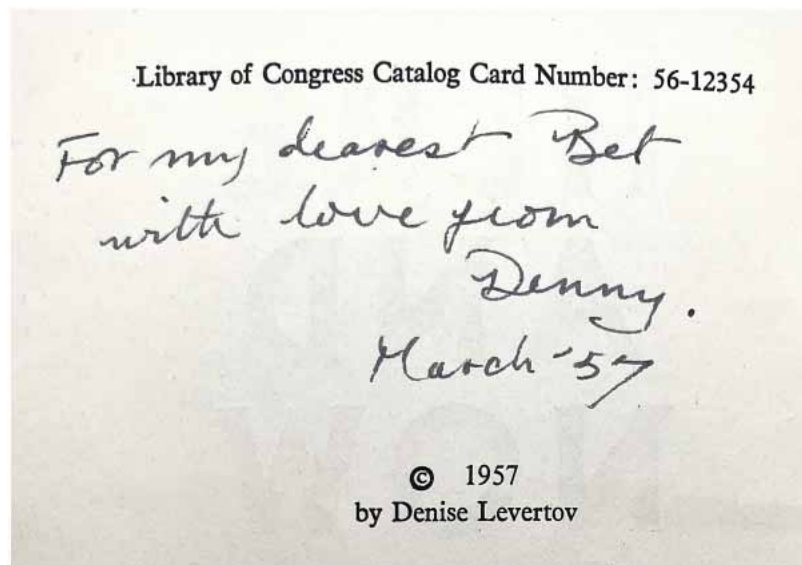 Library of Congress Catalog Card Number: 56-12354
For my dearest Bet
with love from
Denny.
March '57
© 1957
by Denise Levertov